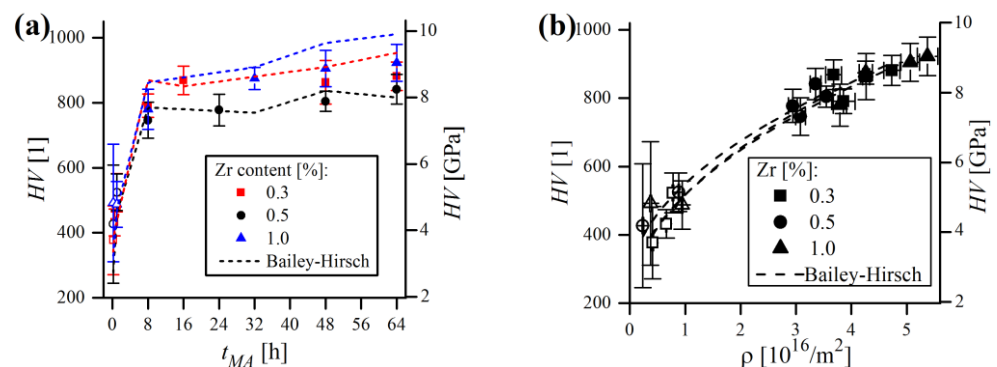 (a)
1000
800
600
400
200
HV [1]
10
8
6
4
2
HV [GPa]
Zr content [%]:
0.3
0.5
1.0
Bailey-Hirsch
0 8 16 24 32 40 48 56 64
t_MA [h]
(b)
1000
800
600
400
200
HV [1]
10
8
6
4
2
HV [GPa]
Zr [%]:
0.3
0.5
1.0
Bailey-Hirsch
0 1 2 3 4 5
ρ [10^16/m^2]